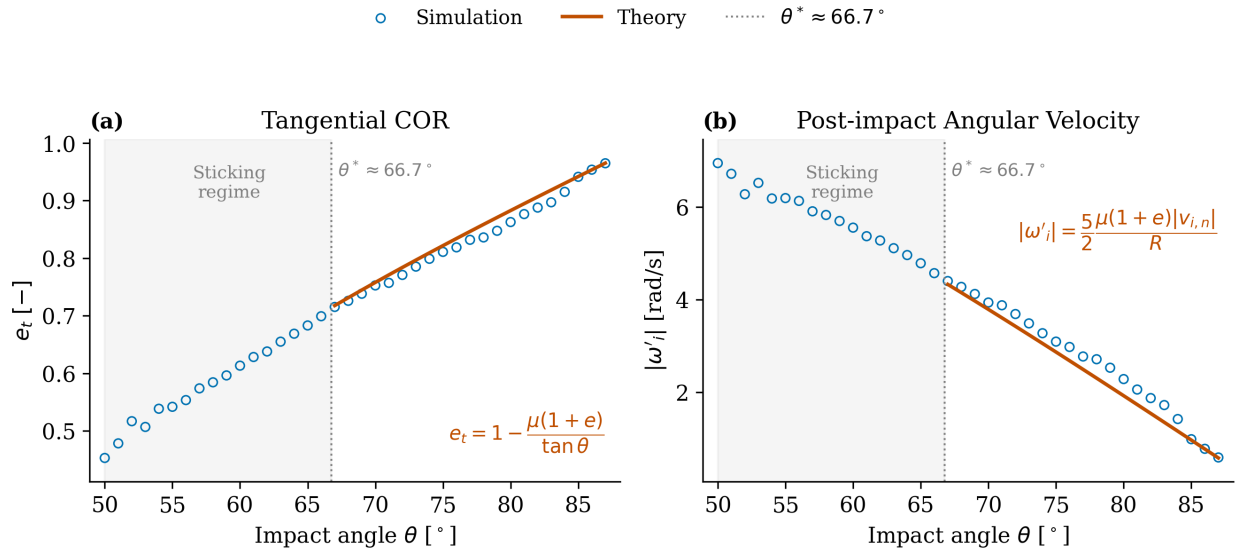 Simulation Theory θ* ≈ 66.7°
(a) Tangential COR
Sticking
regime
θ* ≈ 66.7°
e_t = 1 − μ(1 + e) / tan θ
e_t [−]
1.0
0.9
0.8
0.7
0.6
0.5
50 55 60 65 70 75 80 85
Impact angle θ [°]
(b) Post-impact Angular Velocity
Sticking
regime
θ* ≈ 66.7°
|ω'_i| = 5/2 μ(1 + e)|v_{i,n}| / R
|ω'_i| [rad/s]
6
4
2
50 55 60 65 70 75 80 85
Impact angle θ [°]